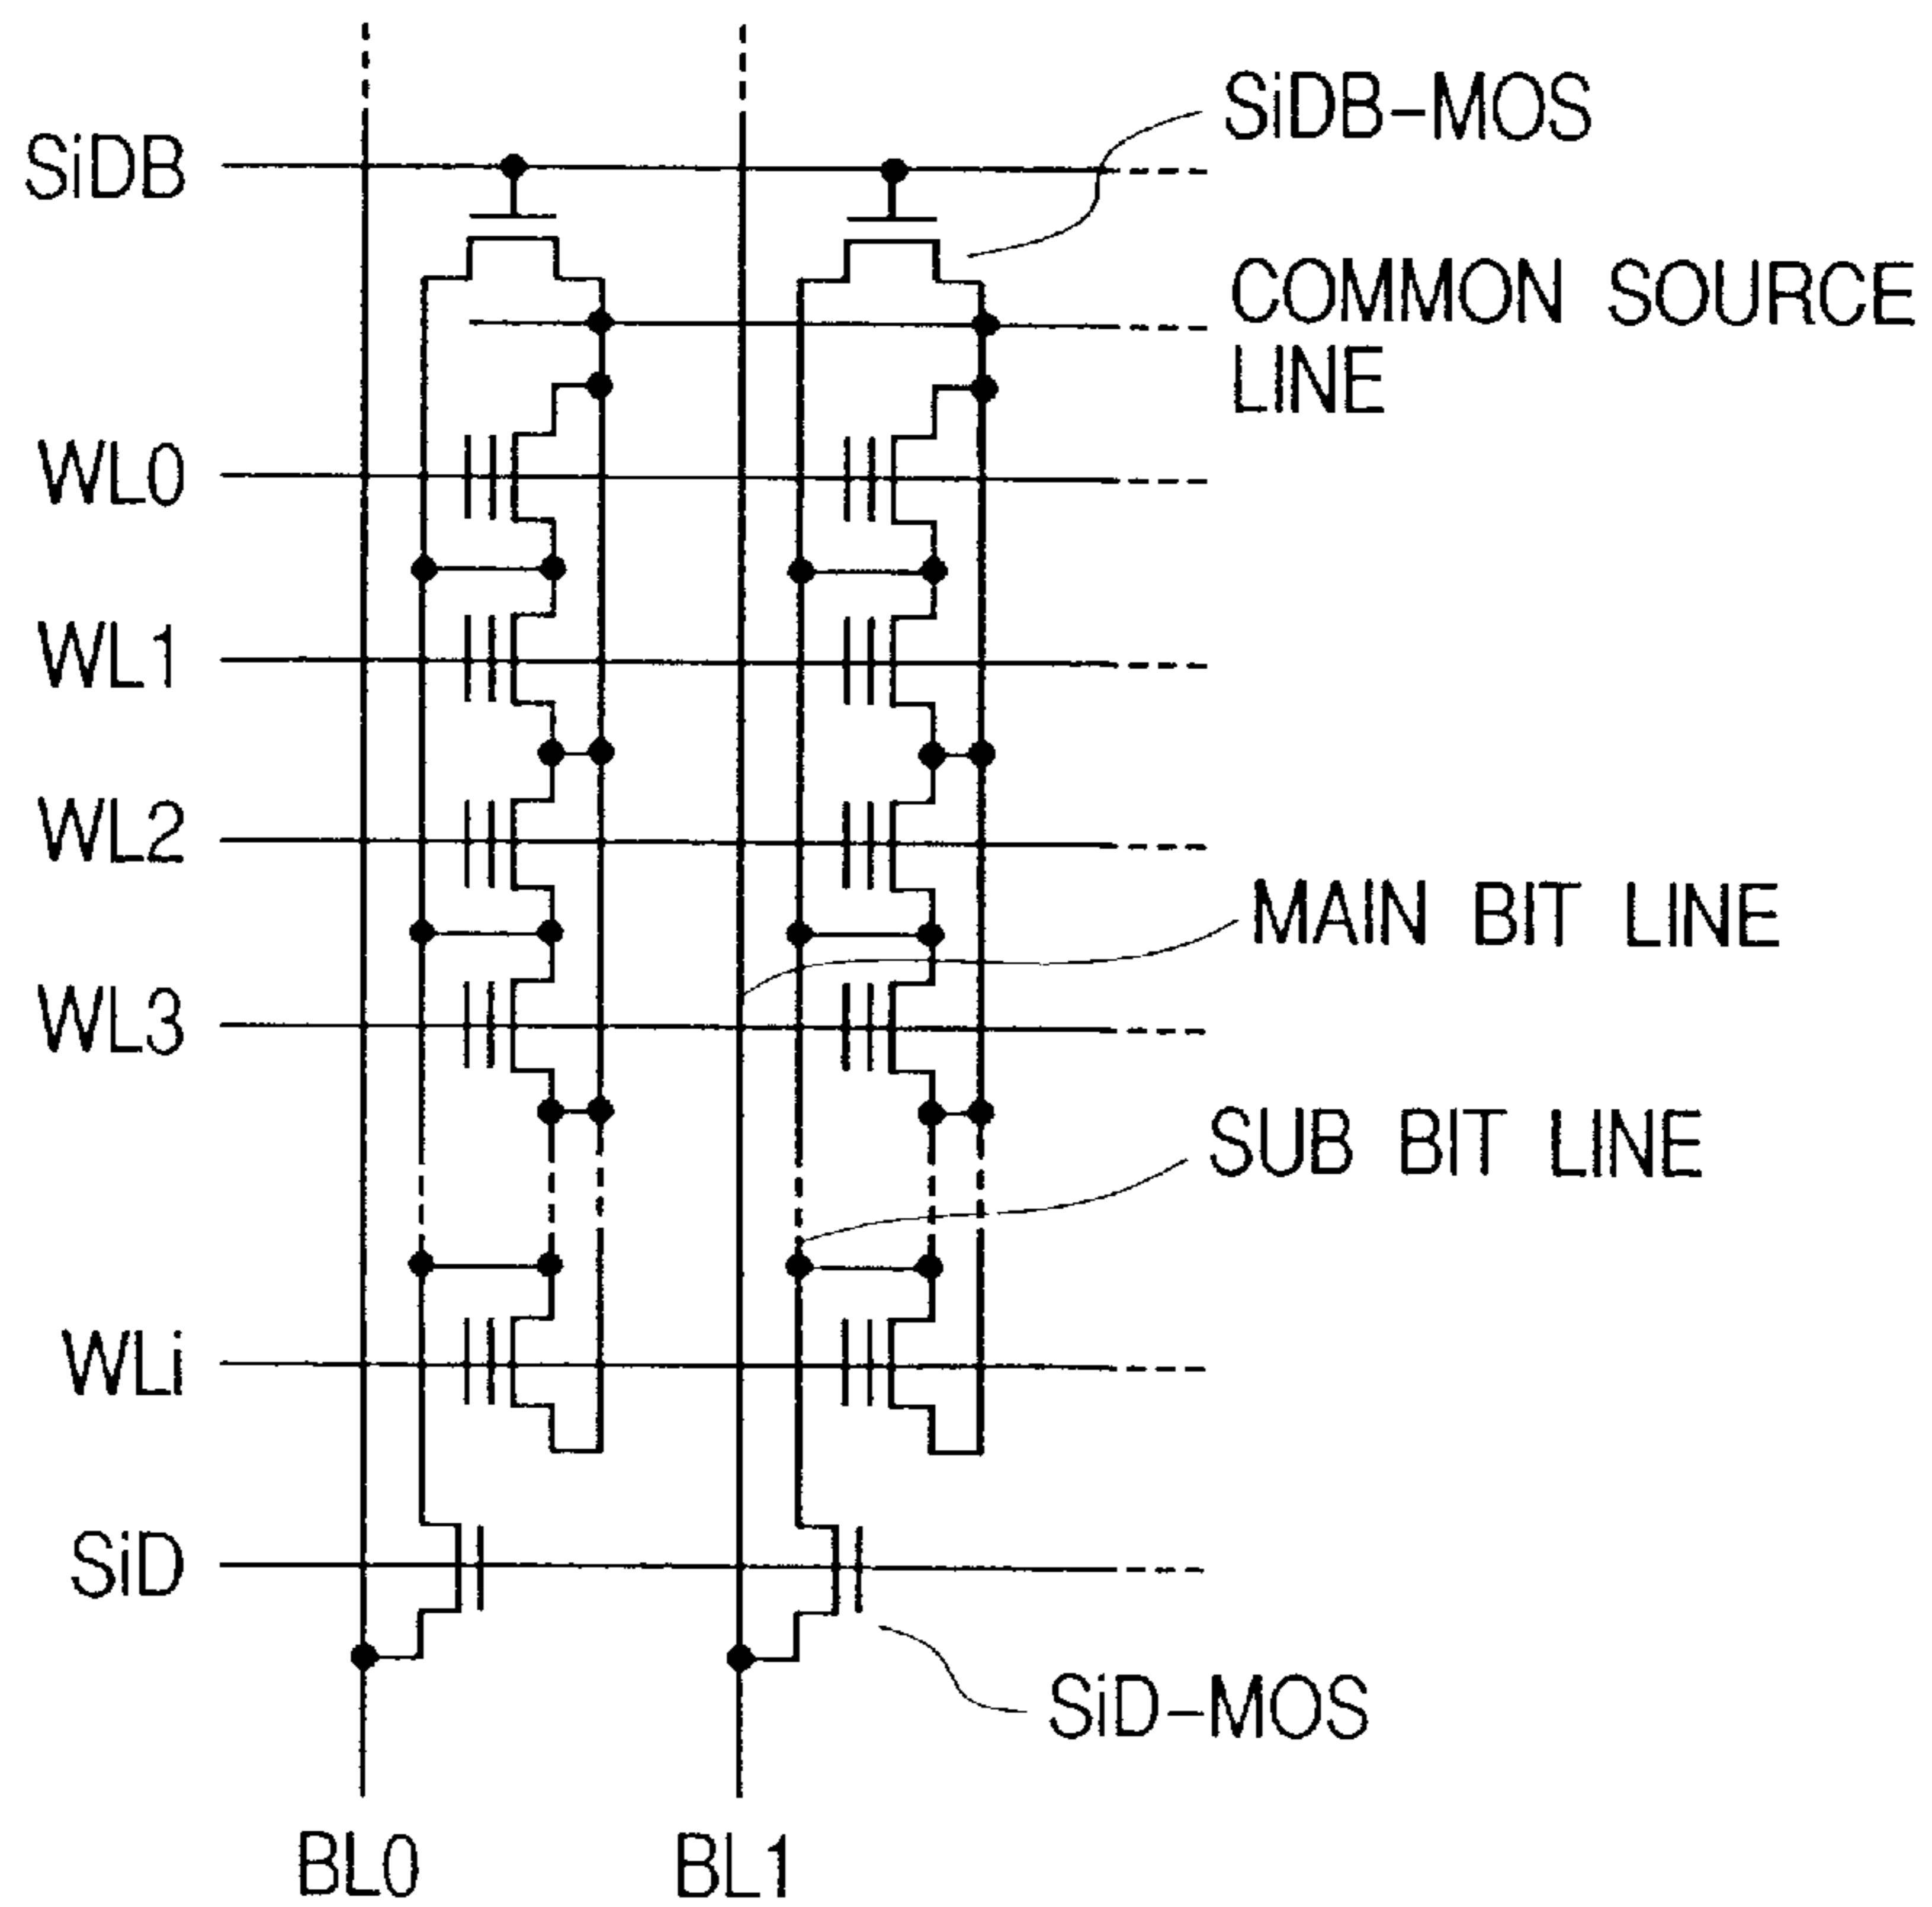 SiDB-MOS
SiDB
COMMON SOURCE
LINE
WL0
WL1
WL2
MAIN BIT LINE
WL3
SUB BIT LINE
WLi
SiD
SiD-MOS
BL0
BL1